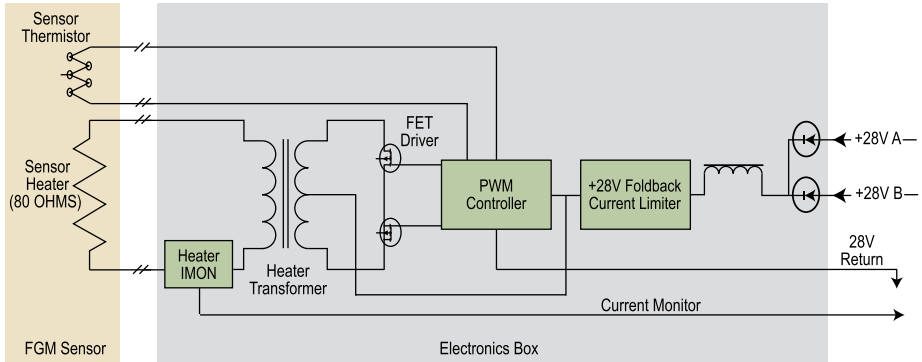 Sensor
Thermistor
Sensor
Heater
(80 OHMS)
FGM Sensor
Heater
IMON
Heater
Transformer
FET
Driver
PWM
Controller
+28V Foldback
Current Limiter
+28V A
+28V B
28V
Return
Current Monitor
Electronics Box